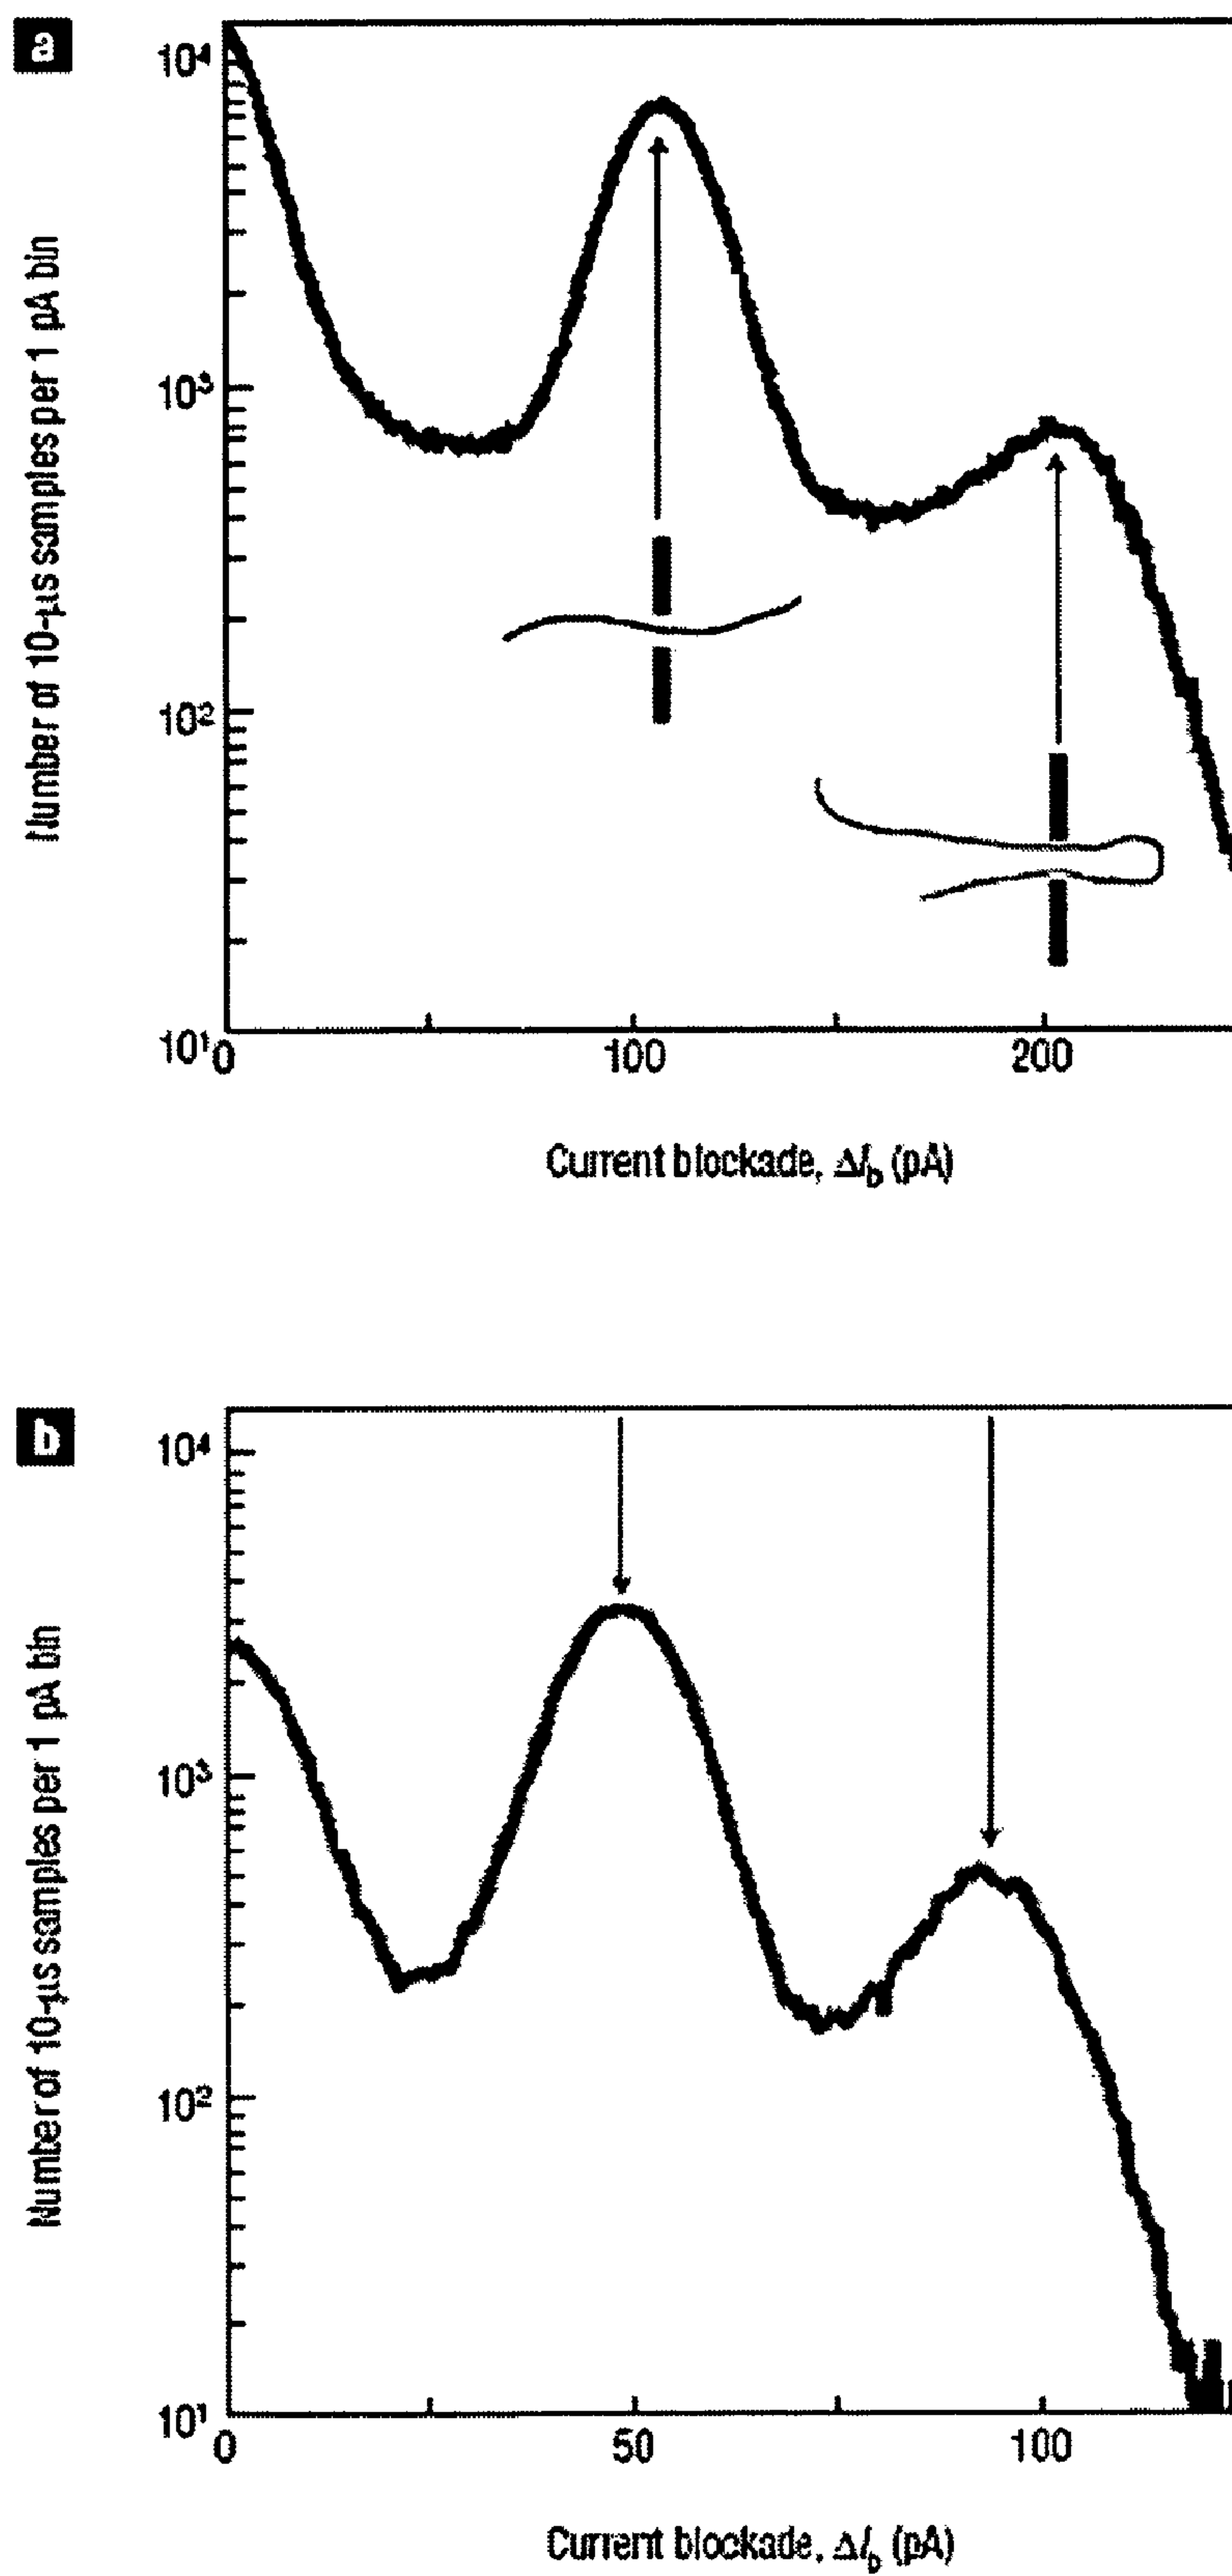 a
10⁴
10³
10²
10¹
Number of 10-μs samples per 1 pA bin
0 100 200
Current blockade, ΔI_b (pA)
b
10⁴
10³
10²
10¹
Number of 10-μs samples per 1 pA bin
0 50 100
Current blockade, ΔI_b (pA)